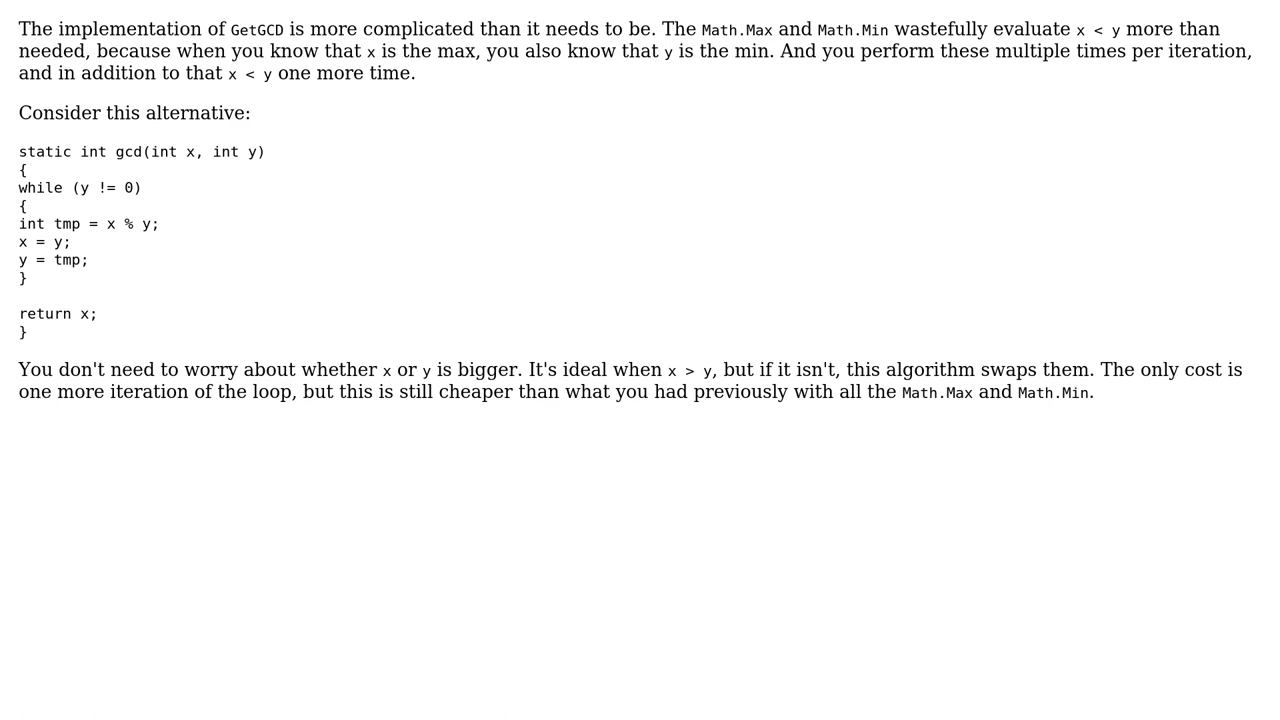 The implementation of GetGCD is more complicated than it needs to be. The Math.Max and Math.Min wastefully evaluate x < y more than
needed, because when you know that x is the max, you also know that y is the min. And you perform these multiple times per iteration,
and in addition to that x < y one more time.
Consider this alternative:
static int gcd(int x, int y)
{
while (y != 0)
{
int tmp = x % y;
x = y;
y = tmp;
}
return x;
}
You don't need to worry about whether x or y is bigger. It's ideal when x > y, but if it isn't, this algorithm swaps them. The only cost is
one more iteration of the loop, but this is still cheaper than what you had previously with all the Math.Max and Math.Min.